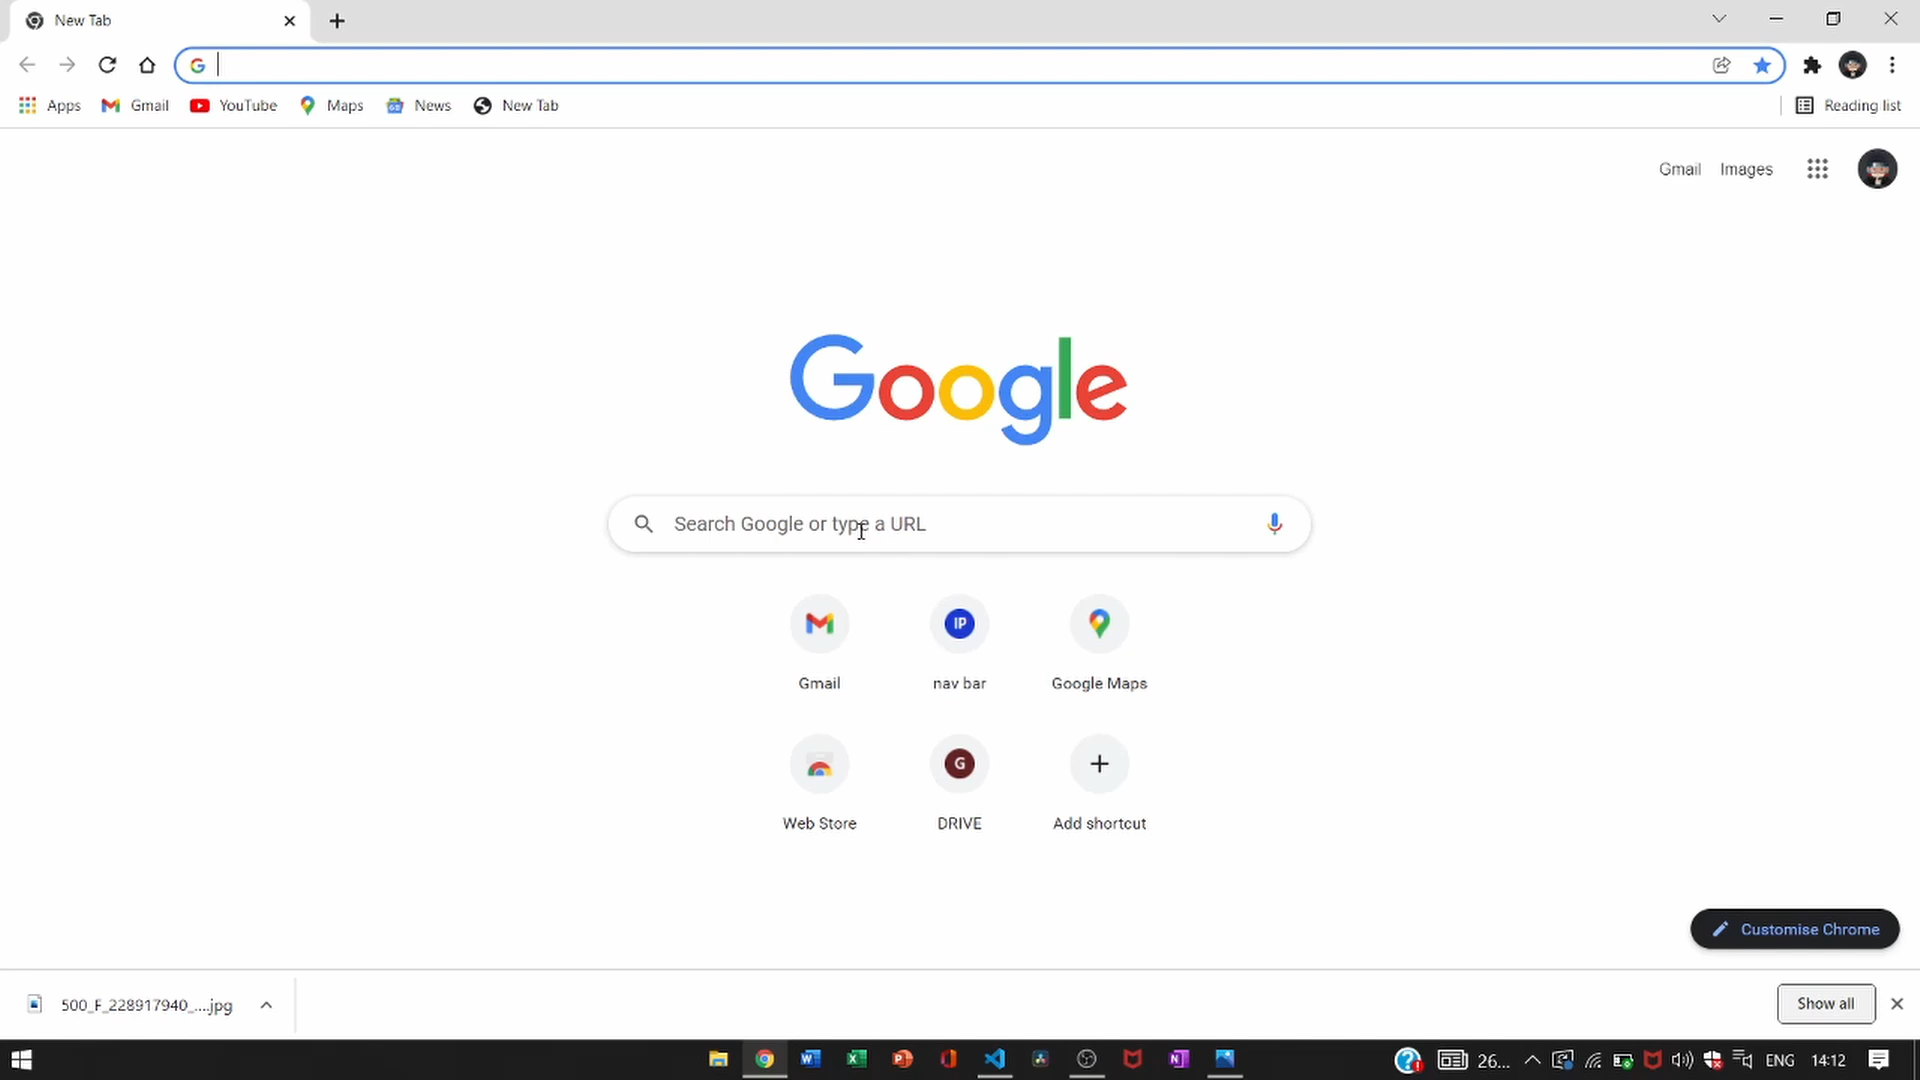 New Tab
Apps Gmail YouTube Maps News New Tab Reading list
Gmail Images
Google
Search Google or type a URL
IP
Gmail nav bar Google Maps
G
Web Store DRIVE Add shortcut
Customise Chrome
500_F_228917940_....jpg Show all
26... ENG 14:12